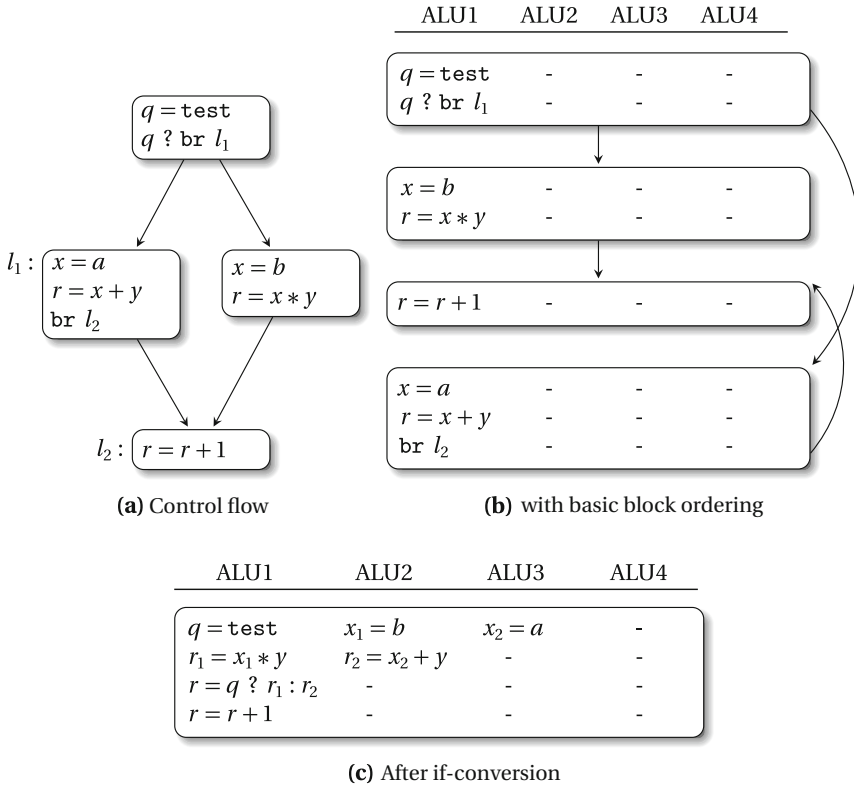 q = test
q ? br l₁
l₁ :
x = a
r = x + y
br l₂
x = b
r = x ∗ y
l₂ :
r = r + 1
(a) Control flow
ALU1 ALU2 ALU3 ALU4
q = test - - -
q ? br l₁ - - -
x = b - - -
r = x ∗ y - - -
r = r + 1 - - -
x = a - - -
r = x + y - - -
br l₂ - - -
(b) with basic block ordering
ALU1 ALU2 ALU3 ALU4
q = test x₁ = b x₂ = a -
r₁ = x₁ ∗ y r₂ = x₂ + y - -
r = q ? r₁ : r₂ - - -
r = r + 1 - - -
(c) After if-conversion